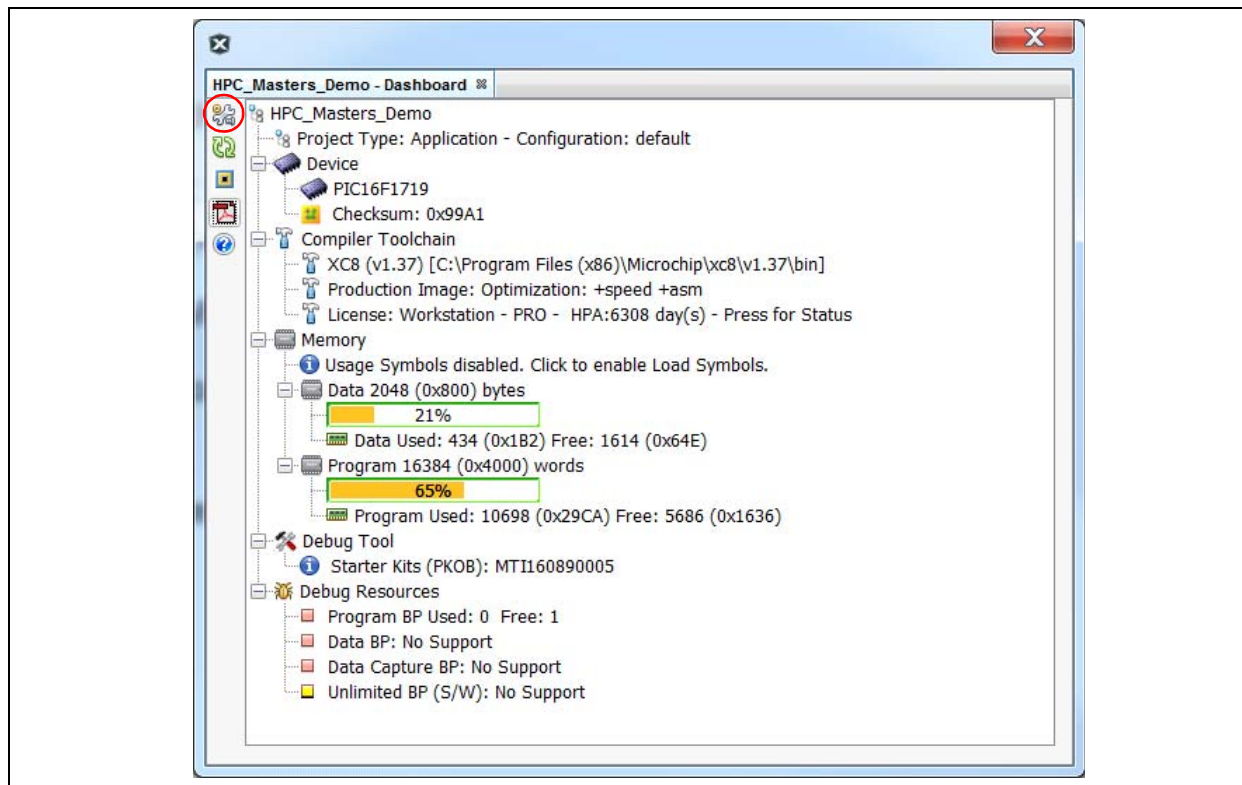 HPC_Masters_Demo - Dashboard
HPC_Masters_Demo
Project Type: Application - Configuration: default
Device
PIC16F1719
Checksum: 0x99A1
Compiler Toolchain
XC8 (v1.37) [C:\Program Files (x86)\Microchip\xc8\v1.37\bin]
Production Image: Optimization: +speed +asm
License: Workstation - PRO - HPA:6308 day(s) - Press for Status
Memory
Usage Symbols disabled. Click to enable Load Symbols.
Data 2048 (0x800) bytes
21%
Data Used: 434 (0x1B2) Free: 1614 (0x64E)
Program 16384 (0x4000) words
65%
Program Used: 10698 (0x29CA) Free: 5686 (0x1636)
Debug Tool
Starter Kits (PKOB): MTI160890005
Debug Resources
Program BP Used: 0 Free: 1
Data BP: No Support
Data Capture BP: No Support
Unlimited BP (S/W): No Support